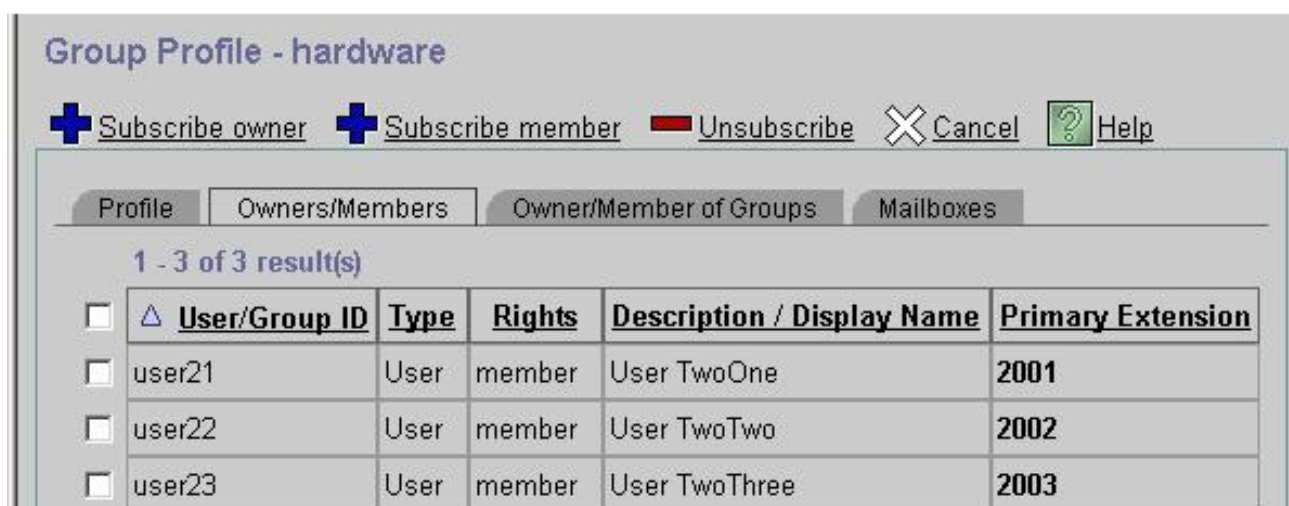 Group Profile - hardware
Subscribe owner Subscribe member Unsubscribe Cancel ? Help
Profile Owners/Members Owner/Member of Groups Mailboxes
1 - 3 of 3 result(s)
User/Group ID Type Rights Description / Display Name Primary Extension
user21 User member User TwoOne 2001
user22 User member User TwoTwo 2002
user23 User member User TwoThree 2003